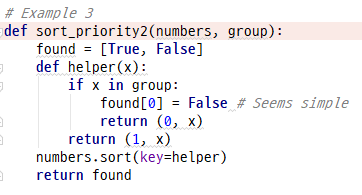 # Example 3
def sort_priority2(numbers, group):
    found = [True, False]
    def helper(x):
        if x in group:
            found[0] = False # Seems simple
            return (0, x)
        return (1, x)
    numbers.sort(key=helper)
    return found